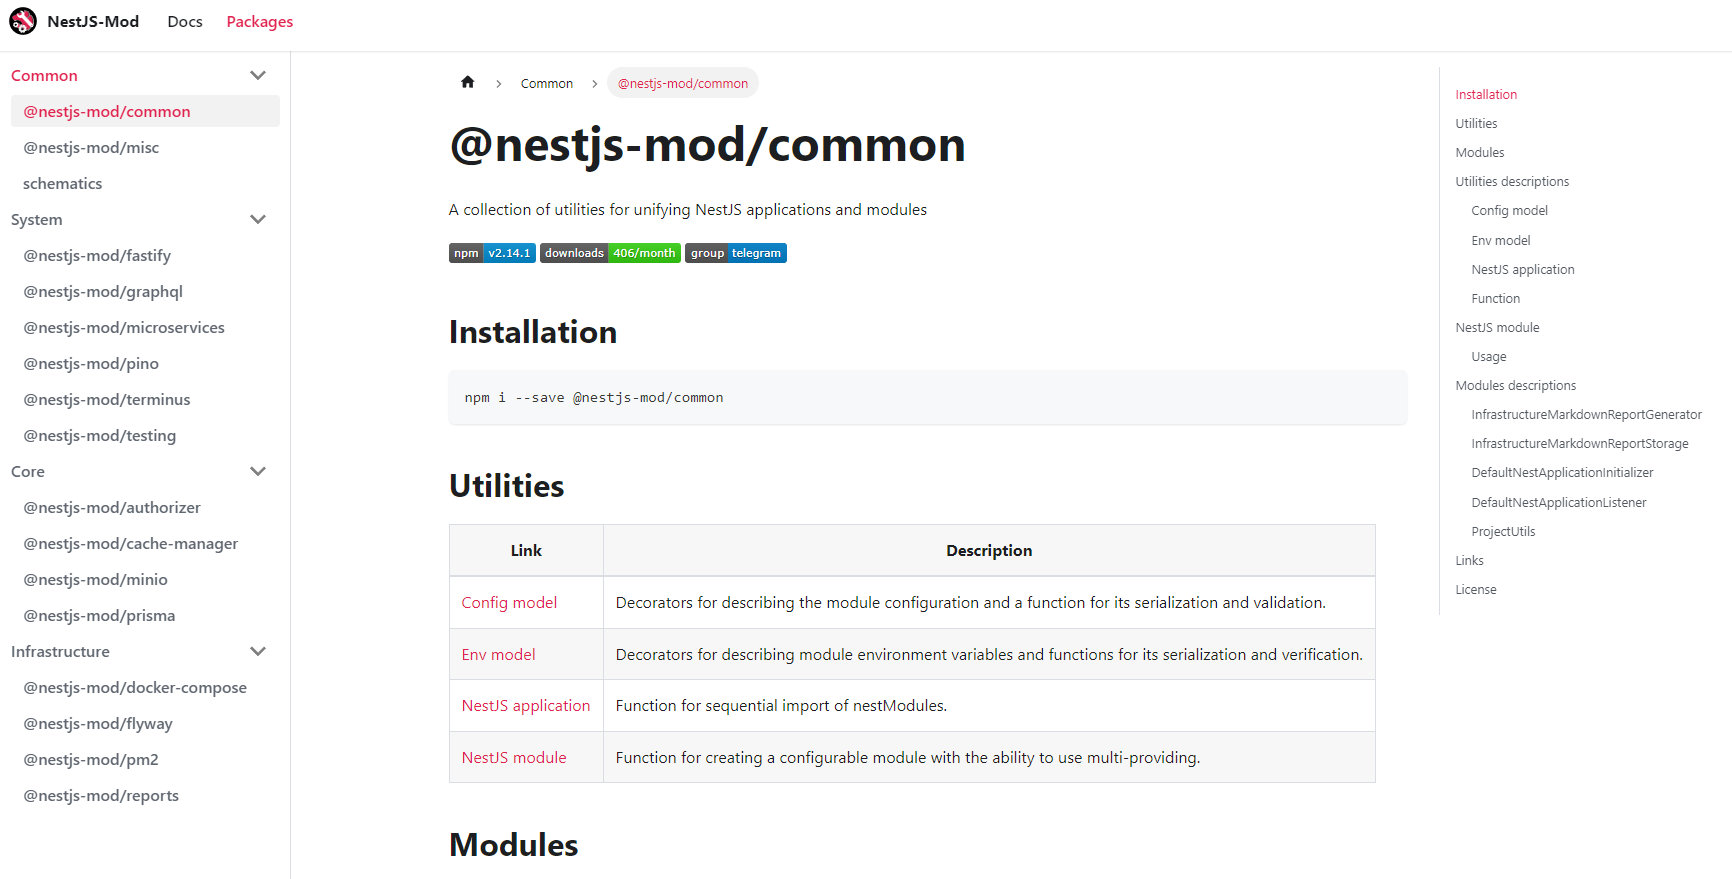 NestJS-Mod Docs Packages
Common
@nestjs-mod/common
@nestjs-mod/misc
schematics
System
@nestjs-mod/fastify
@nestjs-mod/graphql
@nestjs-mod/microservices
@nestjs-mod/pino
@nestjs-mod/terminus
@nestjs-mod/testing
Core
@nestjs-mod/authorizer
@nestjs-mod/cache-manager
@nestjs-mod/minio
@nestjs-mod/prisma
Infrastructure
@nestjs-mod/docker-compose
@nestjs-mod/flyway
@nestjs-mod/pm2
@nestjs-mod/reports
Common @nestjs-mod/common
@nestjs-mod/common
A collection of utilities for unifying NestJS applications and modules
npm v2.14.1 downloads 406/month group telegram
Installation
npm i --save @nestjs-mod/common
Utilities
Link Description
Config model Decorators for describing the module configuration and a function for its serialization and validation.
Env model Decorators for describing module environment variables and functions for its serialization and verification.
NestJS application Function for sequential import of nestModules.
NestJS module Function for creating a configurable module with the ability to use multi-providing.
Modules
Installation
Utilities
Modules
Utilities descriptions
Config model
Env model
NestJS application
Function
NestJS module
Usage
Modules descriptions
InfrastructureMarkdownReportGenerator
InfrastructureMarkdownReportStorage
DefaultNestApplicationInitializer
DefaultNestApplicationListener
ProjectUtils
Links
License